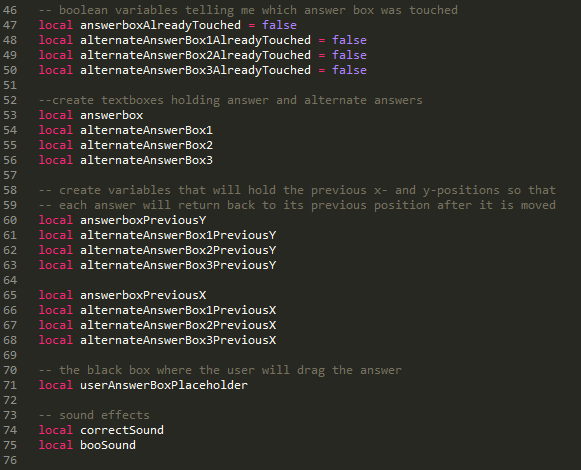 46 -- boolean variables telling me which answer box was touched
47 local answerboxAlreadyTouched = false
48 local alternateAnswerBox1AlreadyTouched = false
49 local alternateAnswerBox2AlreadyTouched = false
50 local alternateAnswerBox3AlreadyTouched = false
51
52 --create textboxes holding answer and alternate answers
53 local answerbox
54 local alternateAnswerBox1
55 local alternateAnswerBox2
56 local alternateAnswerBox3
57
58 -- create variables that will hold the previous x- and y-positions so that
59 -- each answer will return back to its previous position after it is moved
60 local answerboxPreviousY
61 local alternateAnswerBox1PreviousY
62 local alternateAnswerBox2PreviousY
63 local alternateAnswerBox3PreviousY
64
65 local answerboxPreviousX
66 local alternateAnswerBox1PreviousX
67 local alternateAnswerBox2PreviousX
68 local alternateAnswerBox3PreviousX
69
70 -- the black box where the user will drag the answer
71 local userAnswerBoxPlaceholder
72
73 -- sound effects
74 local correctSound
75 local booSound
76